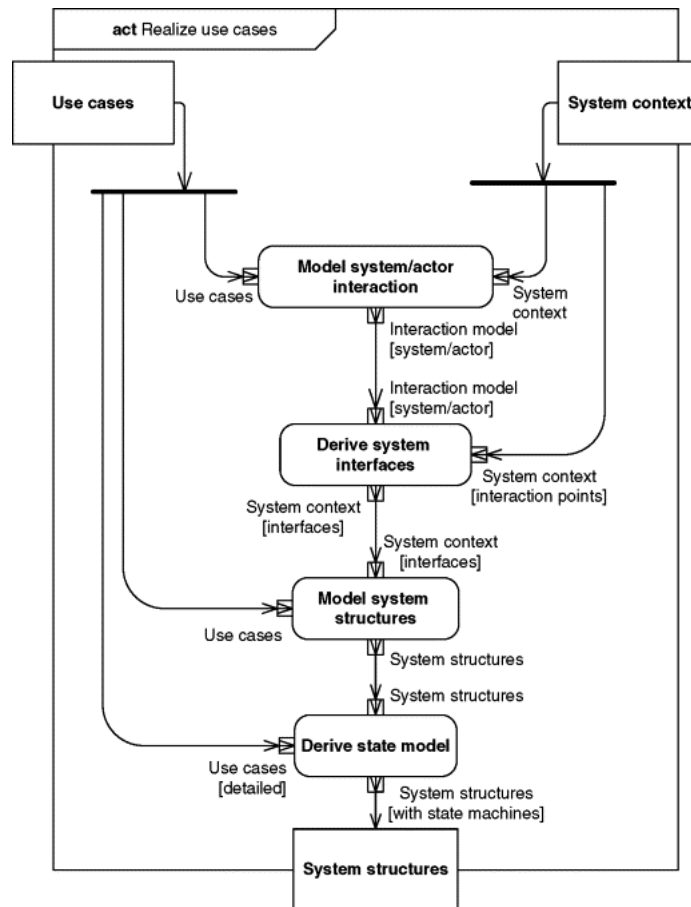 act Realize use cases
Use cases
System context
Model system/actor
interaction
Use cases
System
context
Interaction model
[system/actor]
Interaction model
[system/actor]
Derive system
interfaces
System context
[interaction points]
System context
[interfaces]
System context
[interfaces]
Model system
structures
Use cases
System structures
System structures
Derive state model
Use cases
[detailed]
System structures
[with state machines]
System structures